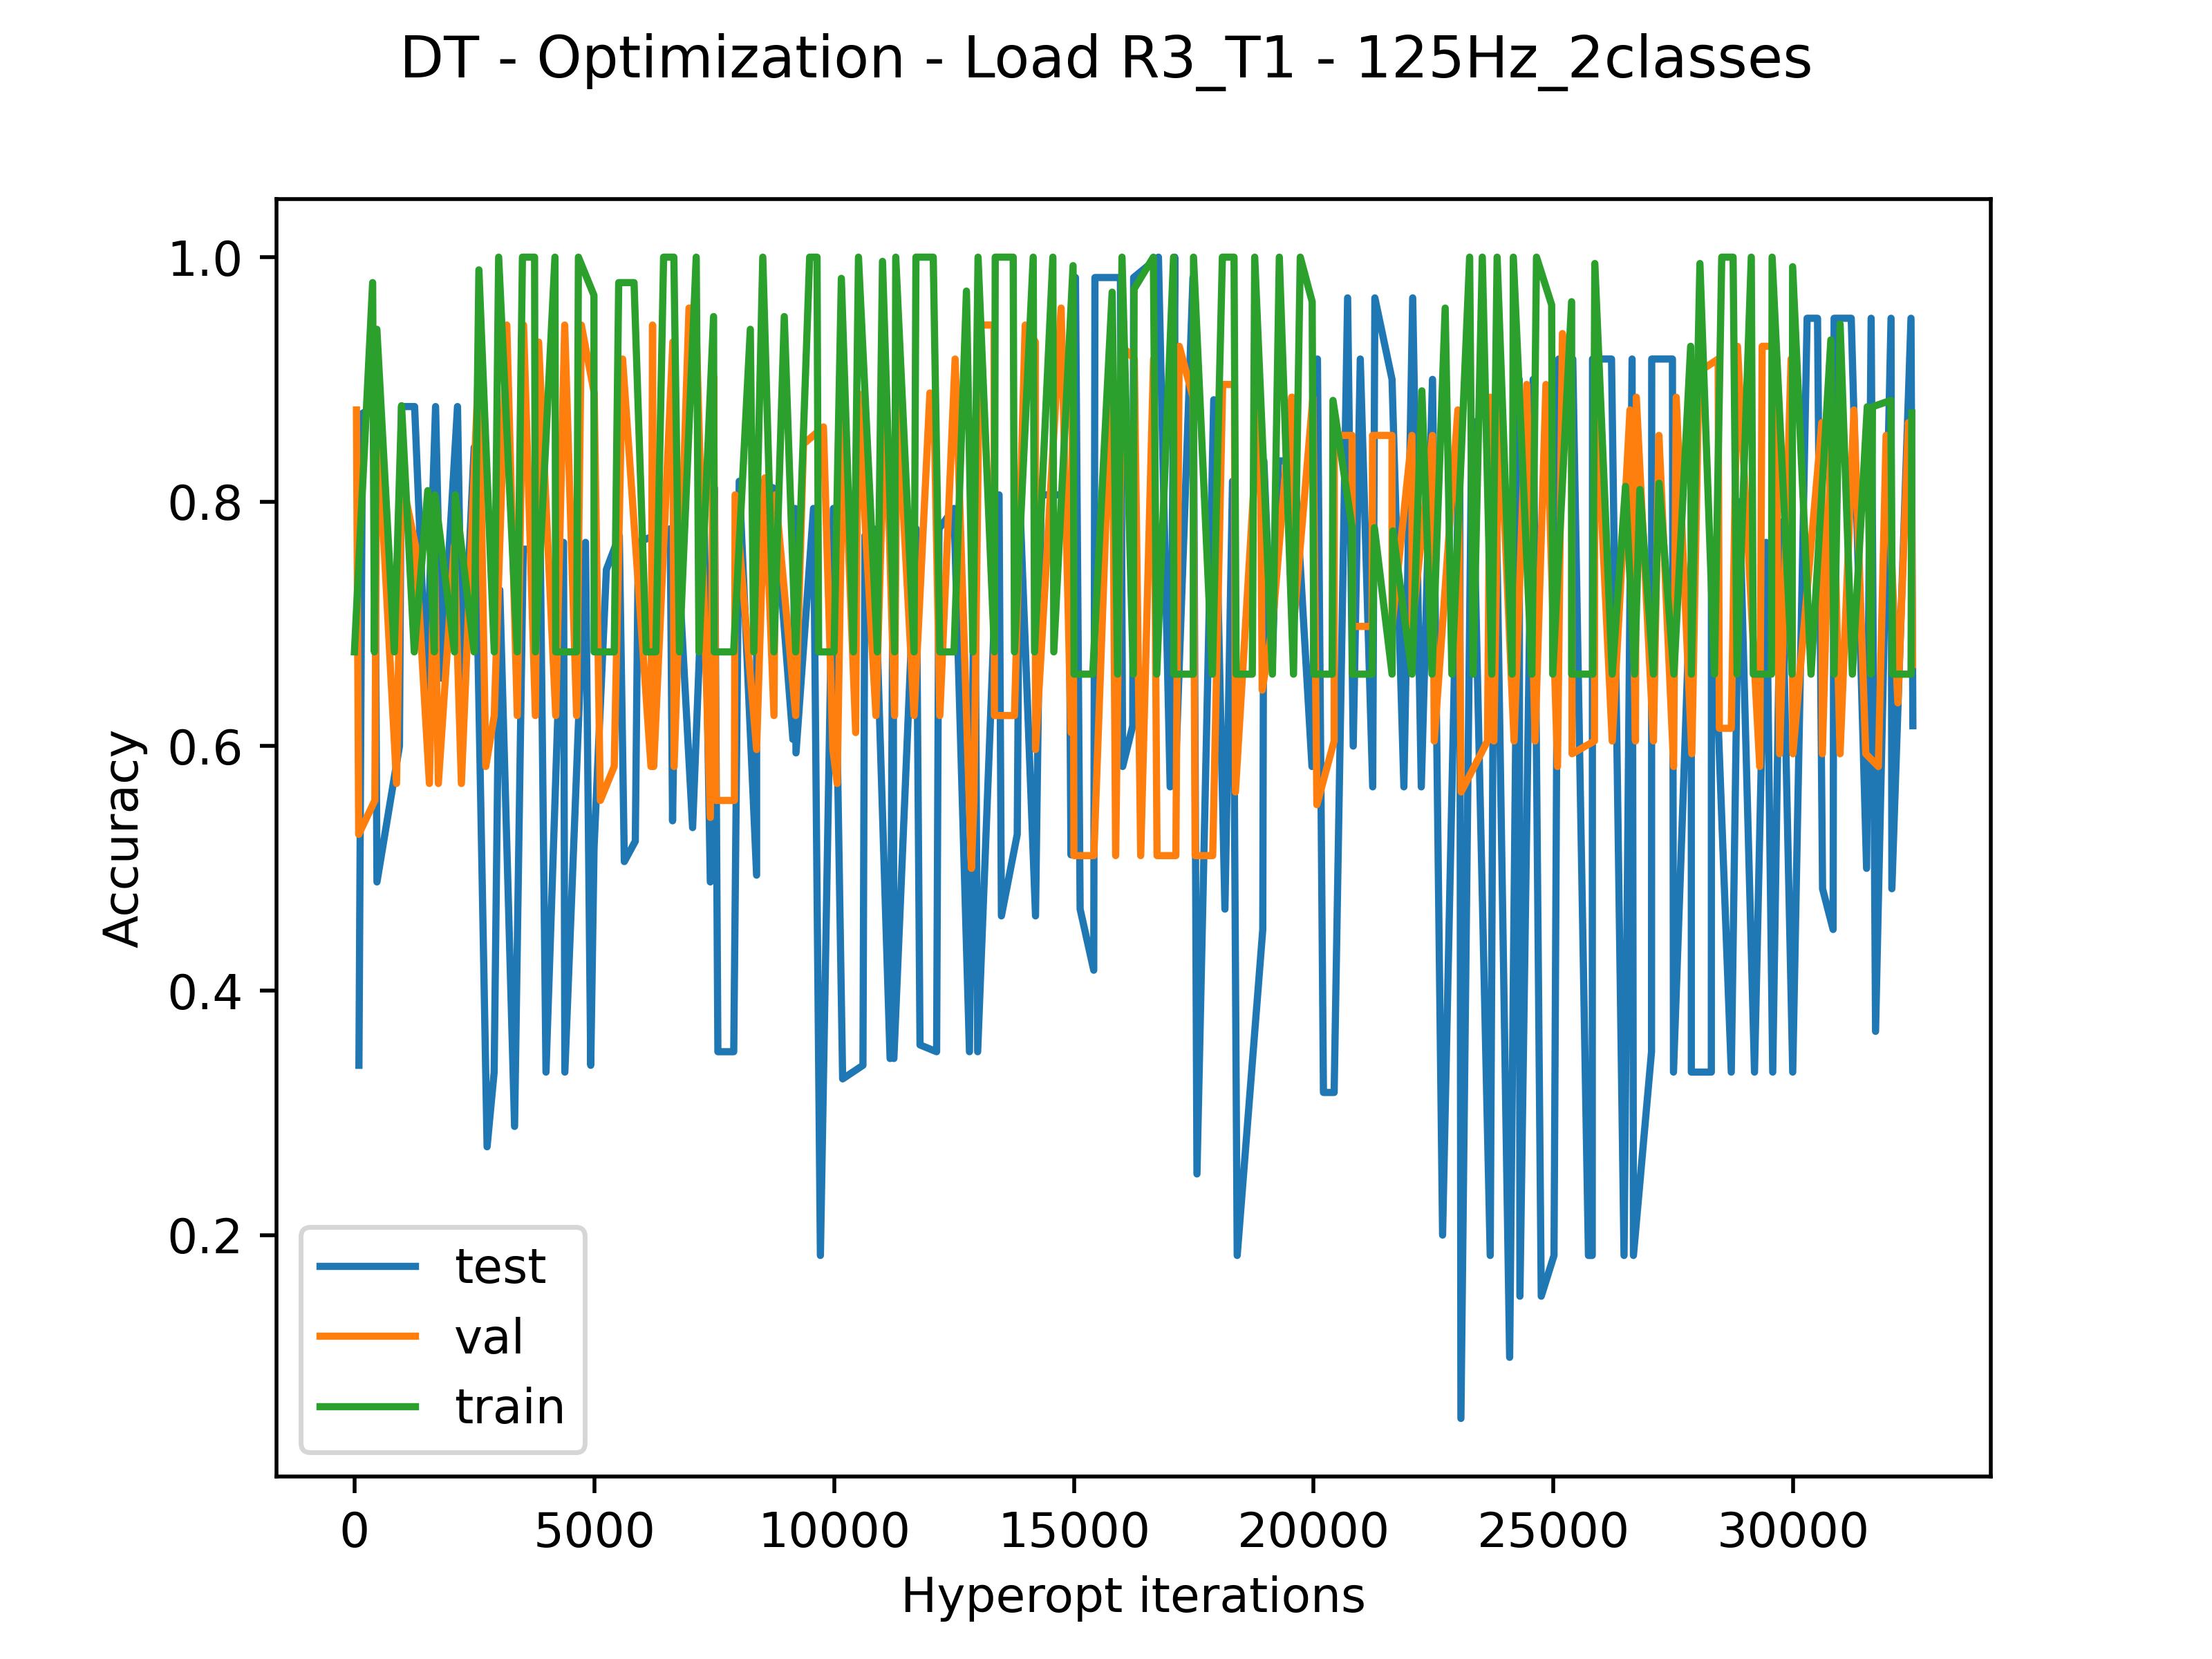 DT - Optimization - Load R3_T1 - 125Hz_2classes
1.0
0.8
0.6
0.4
0.2
Accuracy
test
val
train
0 5000 10000 15000 20000 25000 30000
Hyperopt iterations